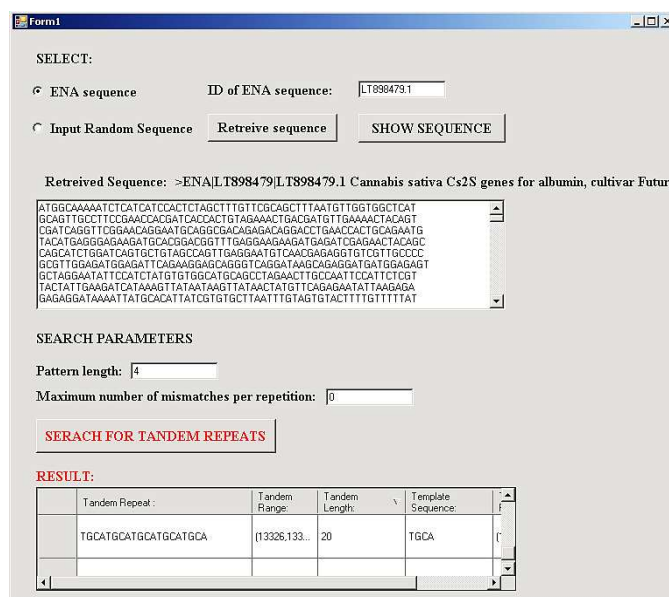 Form1
SELECT:
ENA sequence
ID of ENA sequence:
LT898479.1
Input Random Sequence
Retreive sequence
SHOW SEQUENCE
Retreived Sequence: >ENA|LT898479|LT898479.1 Cannabis sativa Cs2S genes for albumin, cultivar Futur
ATGGCAAAAATCTCATCATCCACTCTAGCTTTGTTCGCAGCTTTAATGTTGGTGGCTCAT
GCAGTTGCCTTCCGAACCACGATCACCACTGTAGAAACTGACGATGTTGAAAACTACAGT
CGATCAGGTTCGGAACAGGAATGCAGGCGACAGAGACAGGACCTGAACCACTGCAGAATG
TACATGAGGGAGAAGATGCACGGACGGTTTGAGGAAGAAGATGAGATCGAGAACTACAGC
CAGCATCTGGATCAGTGCTGTAGCCAGTTGAGGAATGTCAACGAGAGGTGTCGTTGCCCC
GCGTTGGAGATGGAGATTCAGAAGGAGCAGGGTCAGGATAAGCAGAGGATGATGGAGAGT
GCTAGGAATATTCCATCTATGTGTGGCATGCAGCCTAGAACTTGCCAATTCCATTCTCGT
TACTATTGAAGATCATAAAGTTATAATAAGTTATAACTATGTTCAGAGAATATTAAGAGA
GAGAGGATAAAATTATGCACATTATCGTGTGCTTAATTTGTAGTGTACTTTTGTTTTTAT
SEARCH PARAMETERS
Pattern length: 4
Maximum number of mismatches per repetition: 0
SERACH FOR TANDEM REPEATS
RESULT:
Tandem Repeat :
Tandem Range:
Tandem Length:
Template Sequence:
TGCATGCATGCATGCATGCA
(13326,133...
20
TGCA